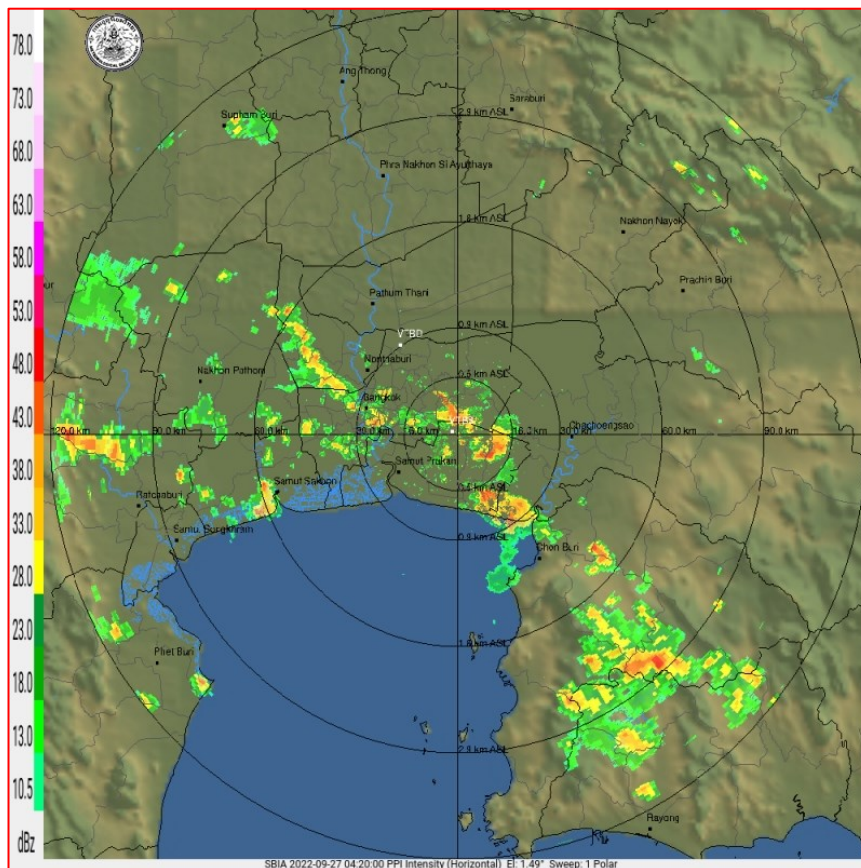 78.0
73.0
68.0
63.0
58.0
53.0
48.0
43.0
38.0
33.0
28.0
23.0
18.0
13.0
10.5
dBz
Ang Thong
Saraburi
2.9 km ASL
Suphan Buri
Phra Nakhon Si Ayutthaya
1.8 km ASL
Nakhon Nayok
Prachin Buri
Pathum Thani
0.9 km ASL
VTBD
Nonthaburi
Nakhon Pathom
Bangkok
120.0 km
60.0 km
30.0 km
16.2 km
30.0 km
Chachoengsao
60.0 km
90.0 km
Samut Prakan
Samut Sakhon
Ratchaburi
Samut Songkhram
0.9 km ASL
Chon Buri
1.8 km ASL
Phet Buri
2.9 km ASL
Rayong
SBIA 2022-09-27 04:20:00 PPI Intensity (Horizontal) El: 1.49° Sweep: 1 Polar